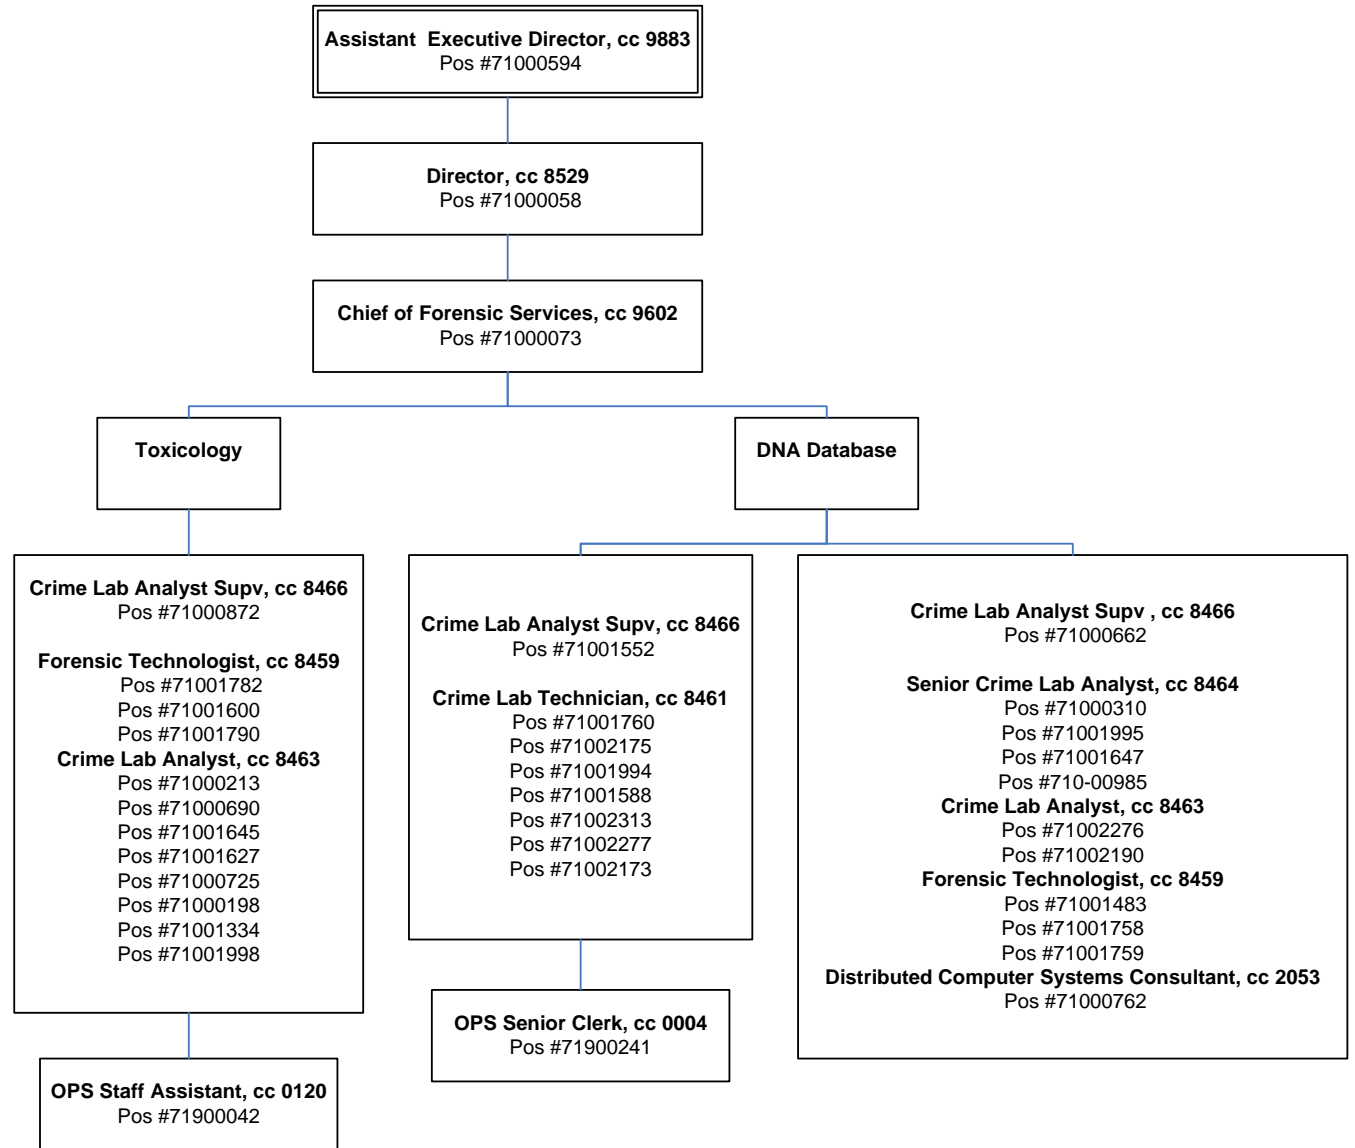 Assistant  Executive Director, cc 9883
Pos #71000594
Director, cc 8529
Pos #71000058
Chief of Forensic Services, cc 9602
Pos #71000073
Toxicology
DNA Database
Crime Lab Analyst Supv, cc 8466
Pos #71000872
Forensic Technologist, cc 8459
Pos #71001782
Pos #71001600
Pos #71001790
Crime Lab Analyst, cc 8463
Pos #71000213
Pos #71000690
Pos #71001645
Pos #71001627
Pos #71000725
Pos #71000198
Pos #71001334
Pos #71001998
OPS Staff Assistant, cc 0120
Pos #71900042
Crime Lab Analyst Supv, cc 8466
Pos #71001552
Crime Lab Technician, cc 8461
Pos #71001760
Pos #71002175
Pos #71001994
Pos #71001588
Pos #71002313
Pos #71002277
Pos #71002173
OPS Senior Clerk, cc 0004
Pos #71900241
Crime Lab Analyst Supv , cc 8466
Pos #71000662
Senior Crime Lab Analyst, cc 8464
Pos #71000310
Pos #71001995
Pos #71001647
Pos #710-00985
Crime Lab Analyst, cc 8463
Pos #71002276
Pos #71002190
Forensic Technologist, cc 8459
Pos #71001483
Pos #71001758
Pos #71001759
Distributed Computer Systems Consultant, cc 2053
Pos #71000762